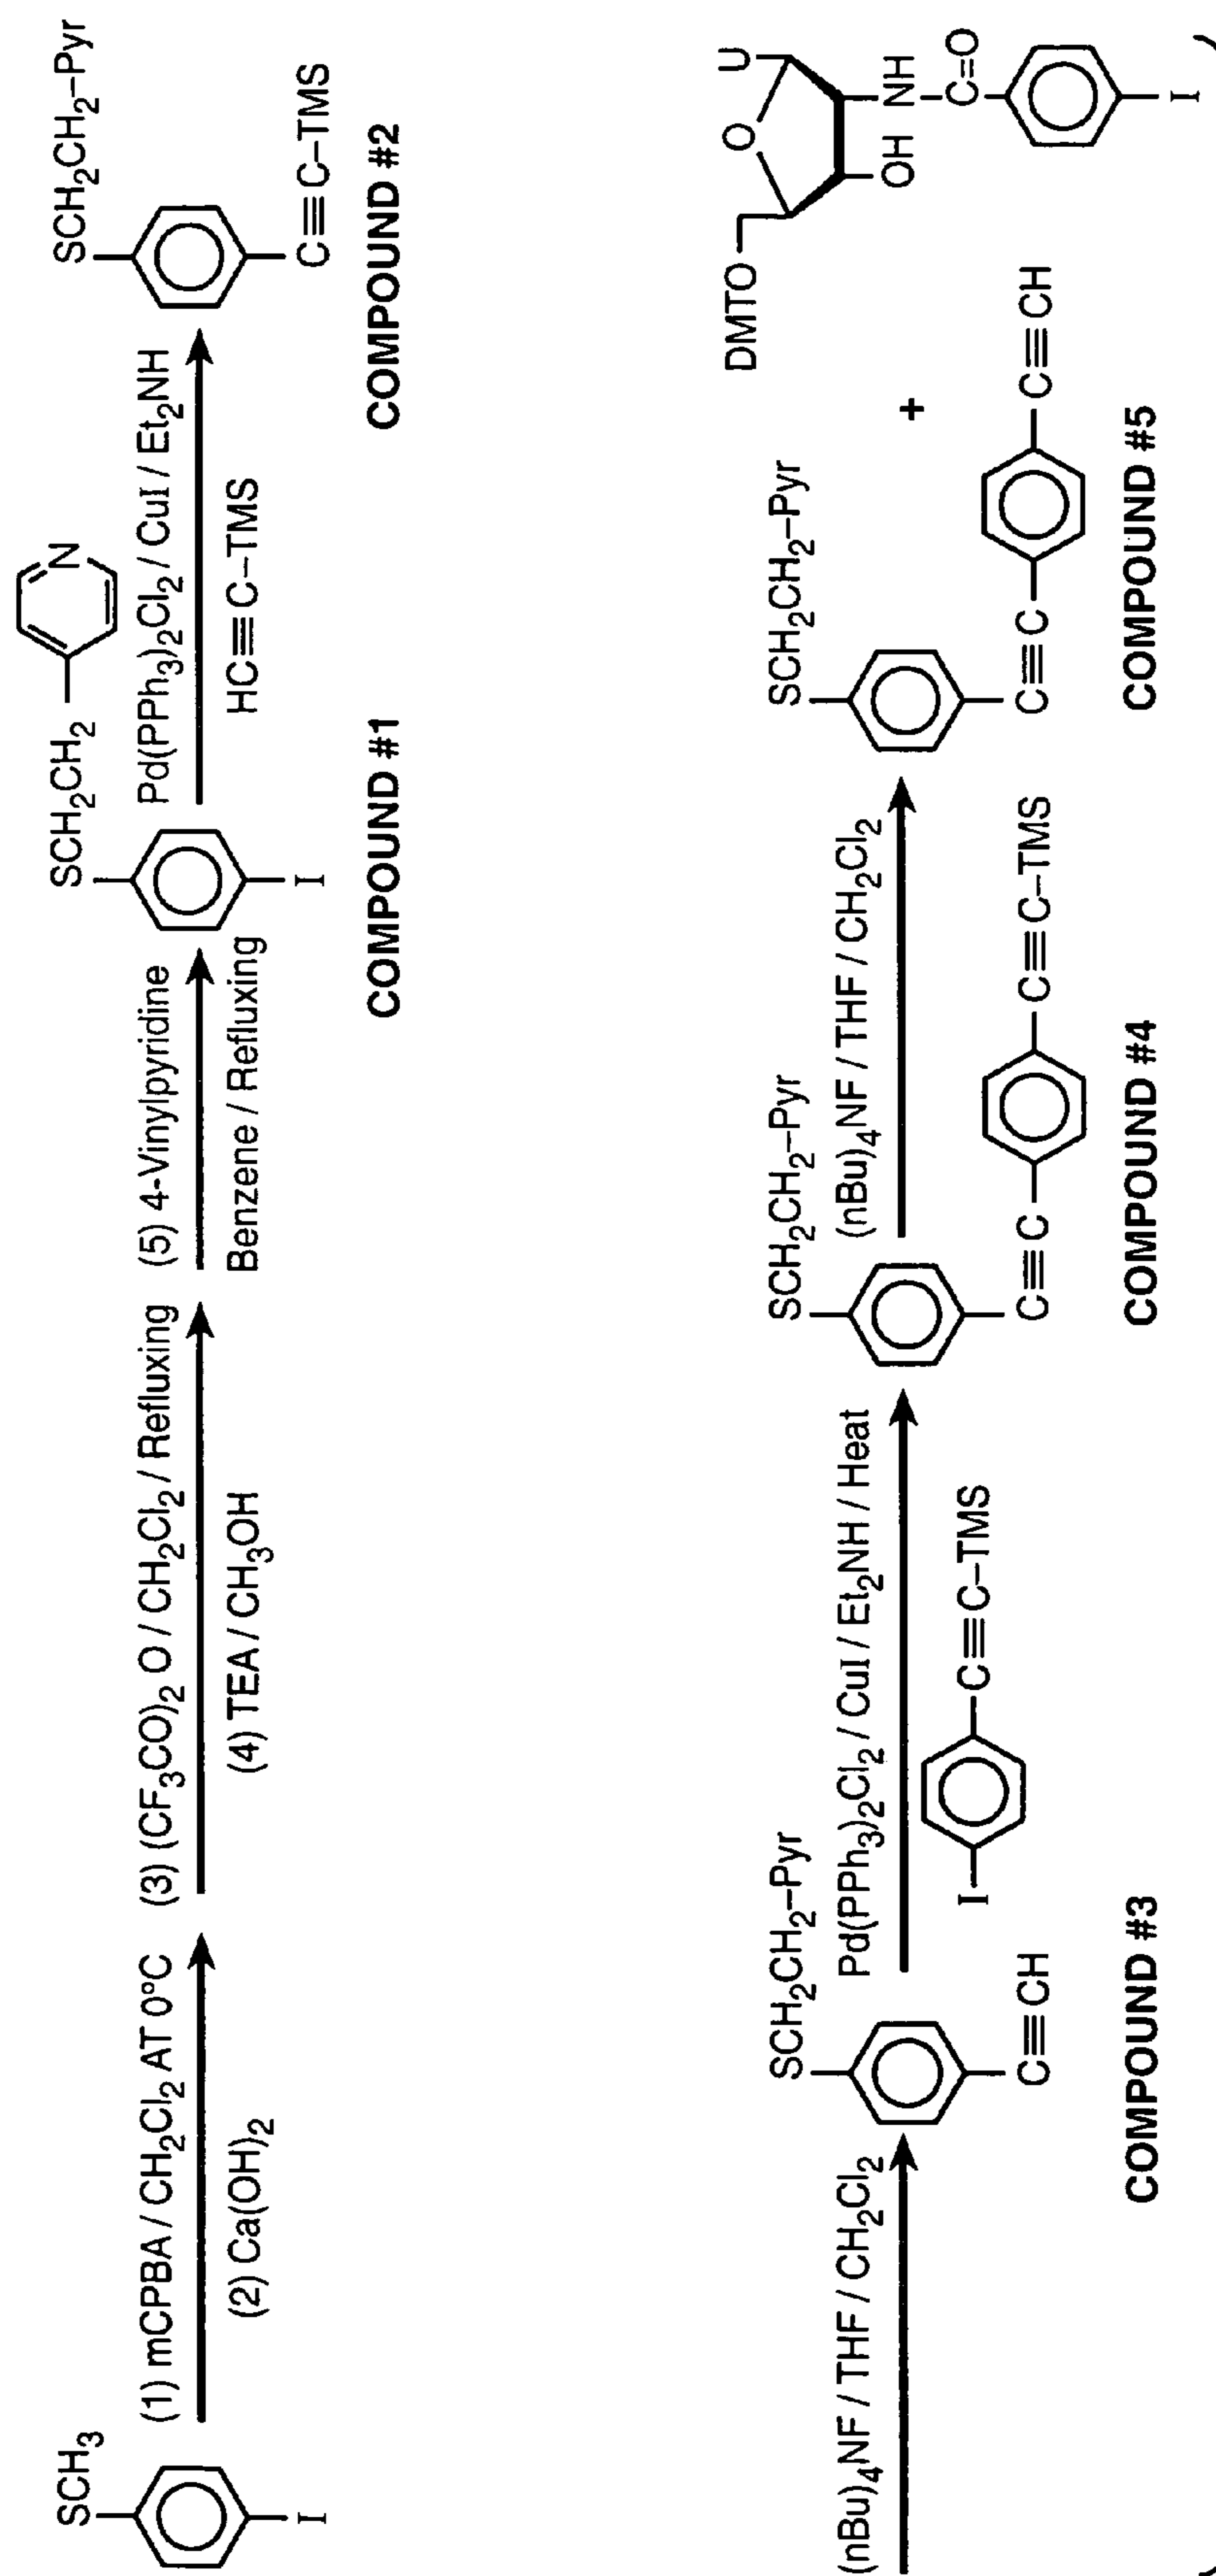 SCH3
I
(1) mCPBA / CH2Cl2 AT 0°C
(2) Ca(OH)2
(3) (CF3CO)2 O / CH2Cl2 / Refluxing
(4) TEA / CH3OH
(5) 4-Vinylpyridine
Benzene / Refluxing
SCH2CH2
N
I
COMPOUND #1
Pd(PPh3)2Cl2 / CuI / Et2NH
HC≡C–TMS
SCH2CH2–Pyr
C≡C–TMS
COMPOUND #2
(nBu)4NF / THF / CH2Cl2
SCH2CH2–Pyr
C≡CH
COMPOUND #3
Pd(PPh3)2Cl2 / CuI / Et2NH / Heat
I
C≡C–TMS
SCH2CH2–Pyr
C≡C
C≡C–TMS
COMPOUND #4
(nBu)4NF / THF / CH2Cl2
SCH2CH2–Pyr
C≡C
C≡CH
COMPOUND #5
+
DMTO
O
U
OH
NH
C=O
I